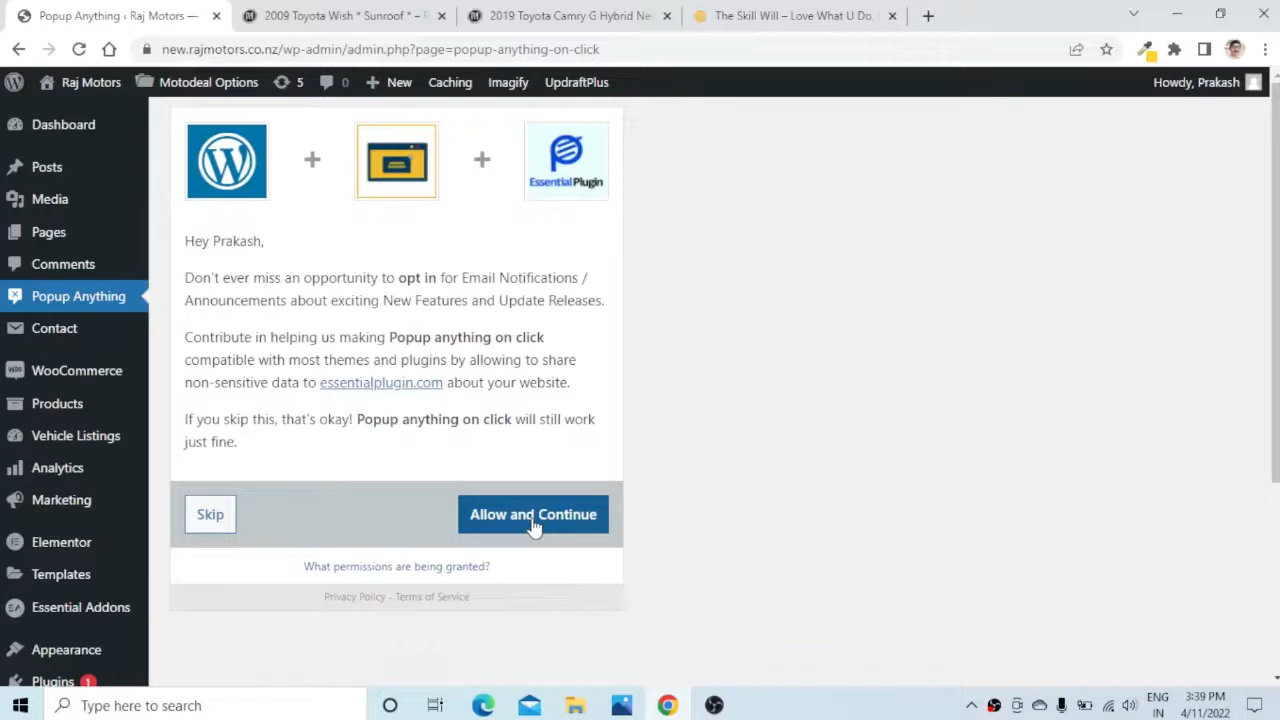 Popup Anything ‹ Raj Motors —
2009 Toyota Wish * Sunroof * – R
2019 Toyota Camry G Hybrid Ne
The Skill Will – Love What U Do.
new.rajmotors.co.nz/wp-admin/admin.php?page=popup-anything-on-click
Raj Motors
Motodeal Options
5
0
New
Caching
Imagify
UpdraftPlus
Howdy, Prakash
Dashboard
Posts
Media
Pages
Comments
Popup Anything
Contact
WooCommerce
Products
Vehicle Listings
Analytics
Marketing
Elementor
Templates
Essential Addons
Appearance
Plugins 1
Essential Plugin
Hey Prakash,
Don't ever miss an opportunity to opt in for Email Notifications /
Announcements about exciting New Features and Update Releases.
Contribute in helping us making Popup anything on click
compatible with most themes and plugins by allowing to share
non-sensitive data to essentialplugin.com about your website.
If you skip this, that's okay! Popup anything on click will still work
just fine.
Skip
Allow and Continue
What permissions are being granted?
Privacy Policy - Terms of Service
Type here to search
ENG
IN
3:39 PM
4/11/2022